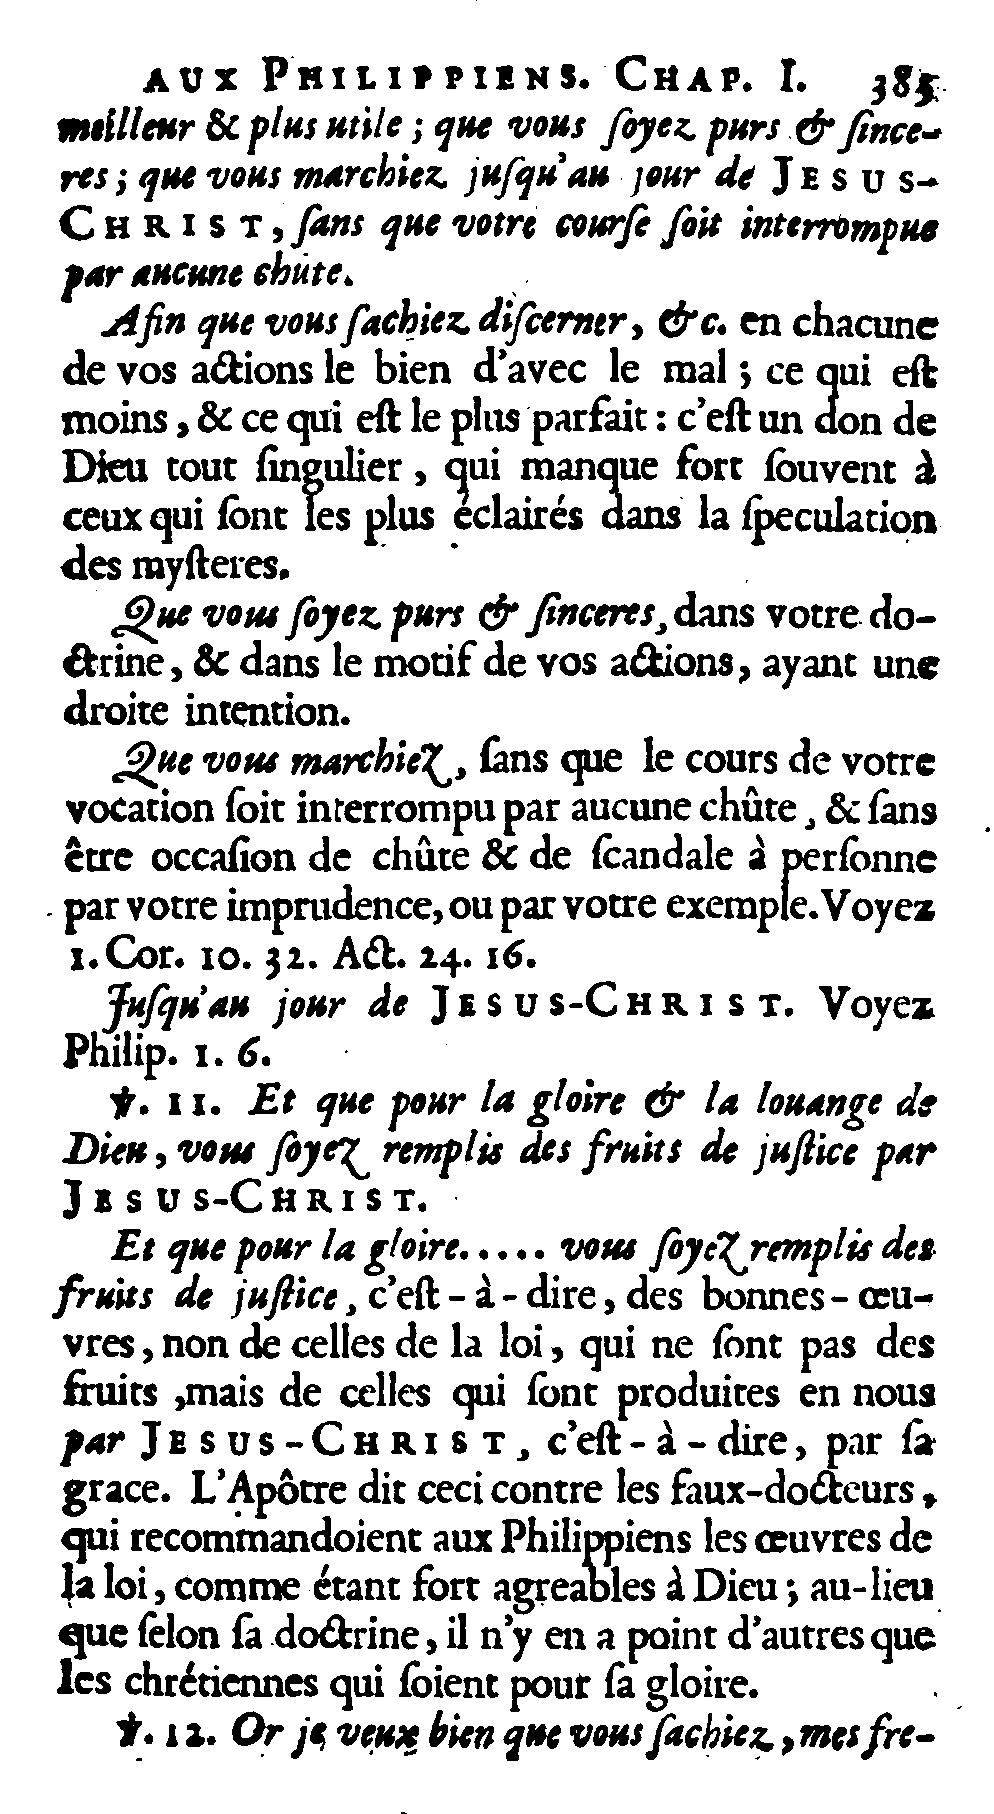 AUX PHILIPPIENS. CHAP. I. 385
meilleur & plus utile ; que vous ſoyez purs & ſince-
res ; que vous marchiez juſqu'au jour de JESUS-
CHRIST, ſans que votre courſe ſoit interrompue
par aucune chûte.
Afin que vous ſachiez diſcerner, &c. en chacune
de vos actions le bien d'avec le mal ; ce qui eſt
moins, & ce qui eſt le plus parfait : c'eſt un don de
Dieu tout ſingulier, qui manque fort ſouvent à
ceux qui ſont les plus éclairés dans la ſpeculation
des myſteres.
Que vous ſoyez purs & ſinceres, dans votre do-
ctrine, & dans le motif de vos actions, ayant une
droite intention.
Que vous marchiez, ſans que le cours de votre
vocation ſoit interrompu par aucune chûte, & ſans
être occaſion de chûte & de ſcandale à perſonne
par votre imprudence, ou par votre exemple. Voyez
1. Cor. 10. 32. Act. 24. 16.
Juſqu'au jour de JESUS-CHRIST. Voyez
Philip. 1. 6.
℣. 11. Et que pour la gloire & la louange de
Dieu, vous ſoyez remplis des fruits de juſtice par
JESUS-CHRIST.
Et que pour la gloire..... vous ſoyez remplis des
fruits de juſtice, c'eſt-à-dire, des bonnes-œu-
vres, non de celles de la loi, qui ne ſont pas des
fruits, mais de celles qui ſont produites en nous
par JESUS-CHRIST, c'eſt-à-dire, par ſa
grace. L'Apôtre dit ceci contre les faux-docteurs,
qui recommandoient aux Philippiens les œuvres de
la loi, comme étant fort agreables à Dieu ; au-lieu
que ſelon ſa doctrine, il n'y en a point d'autres que
les chrétiennes qui ſoient pour ſa gloire.
℣. 12. Or je veux bien que vous ſachiez, mes fre-